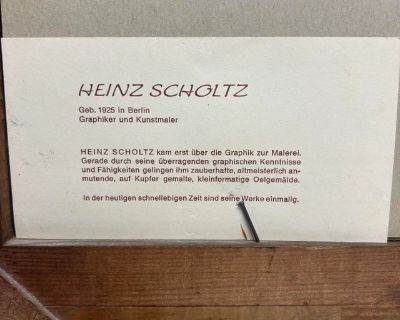 HEINZ SCHOLTZ
Geb. 1925 in Berlin
Graphiker und Kunstmaler
HEINZ SCHOLTZ kam erst über die Graphik zur Malerei.
Gerade durch seine überragenden graphischen Kenntnisse
und Fähigkeiten gelingen ihm zauberhafte, altmeisterlich an-
mutende, auf Kupfer gemalte, kleinformatige Oelgemälde.
In der heutigen schnellebigen Zeit sind seine Werke einmalig.